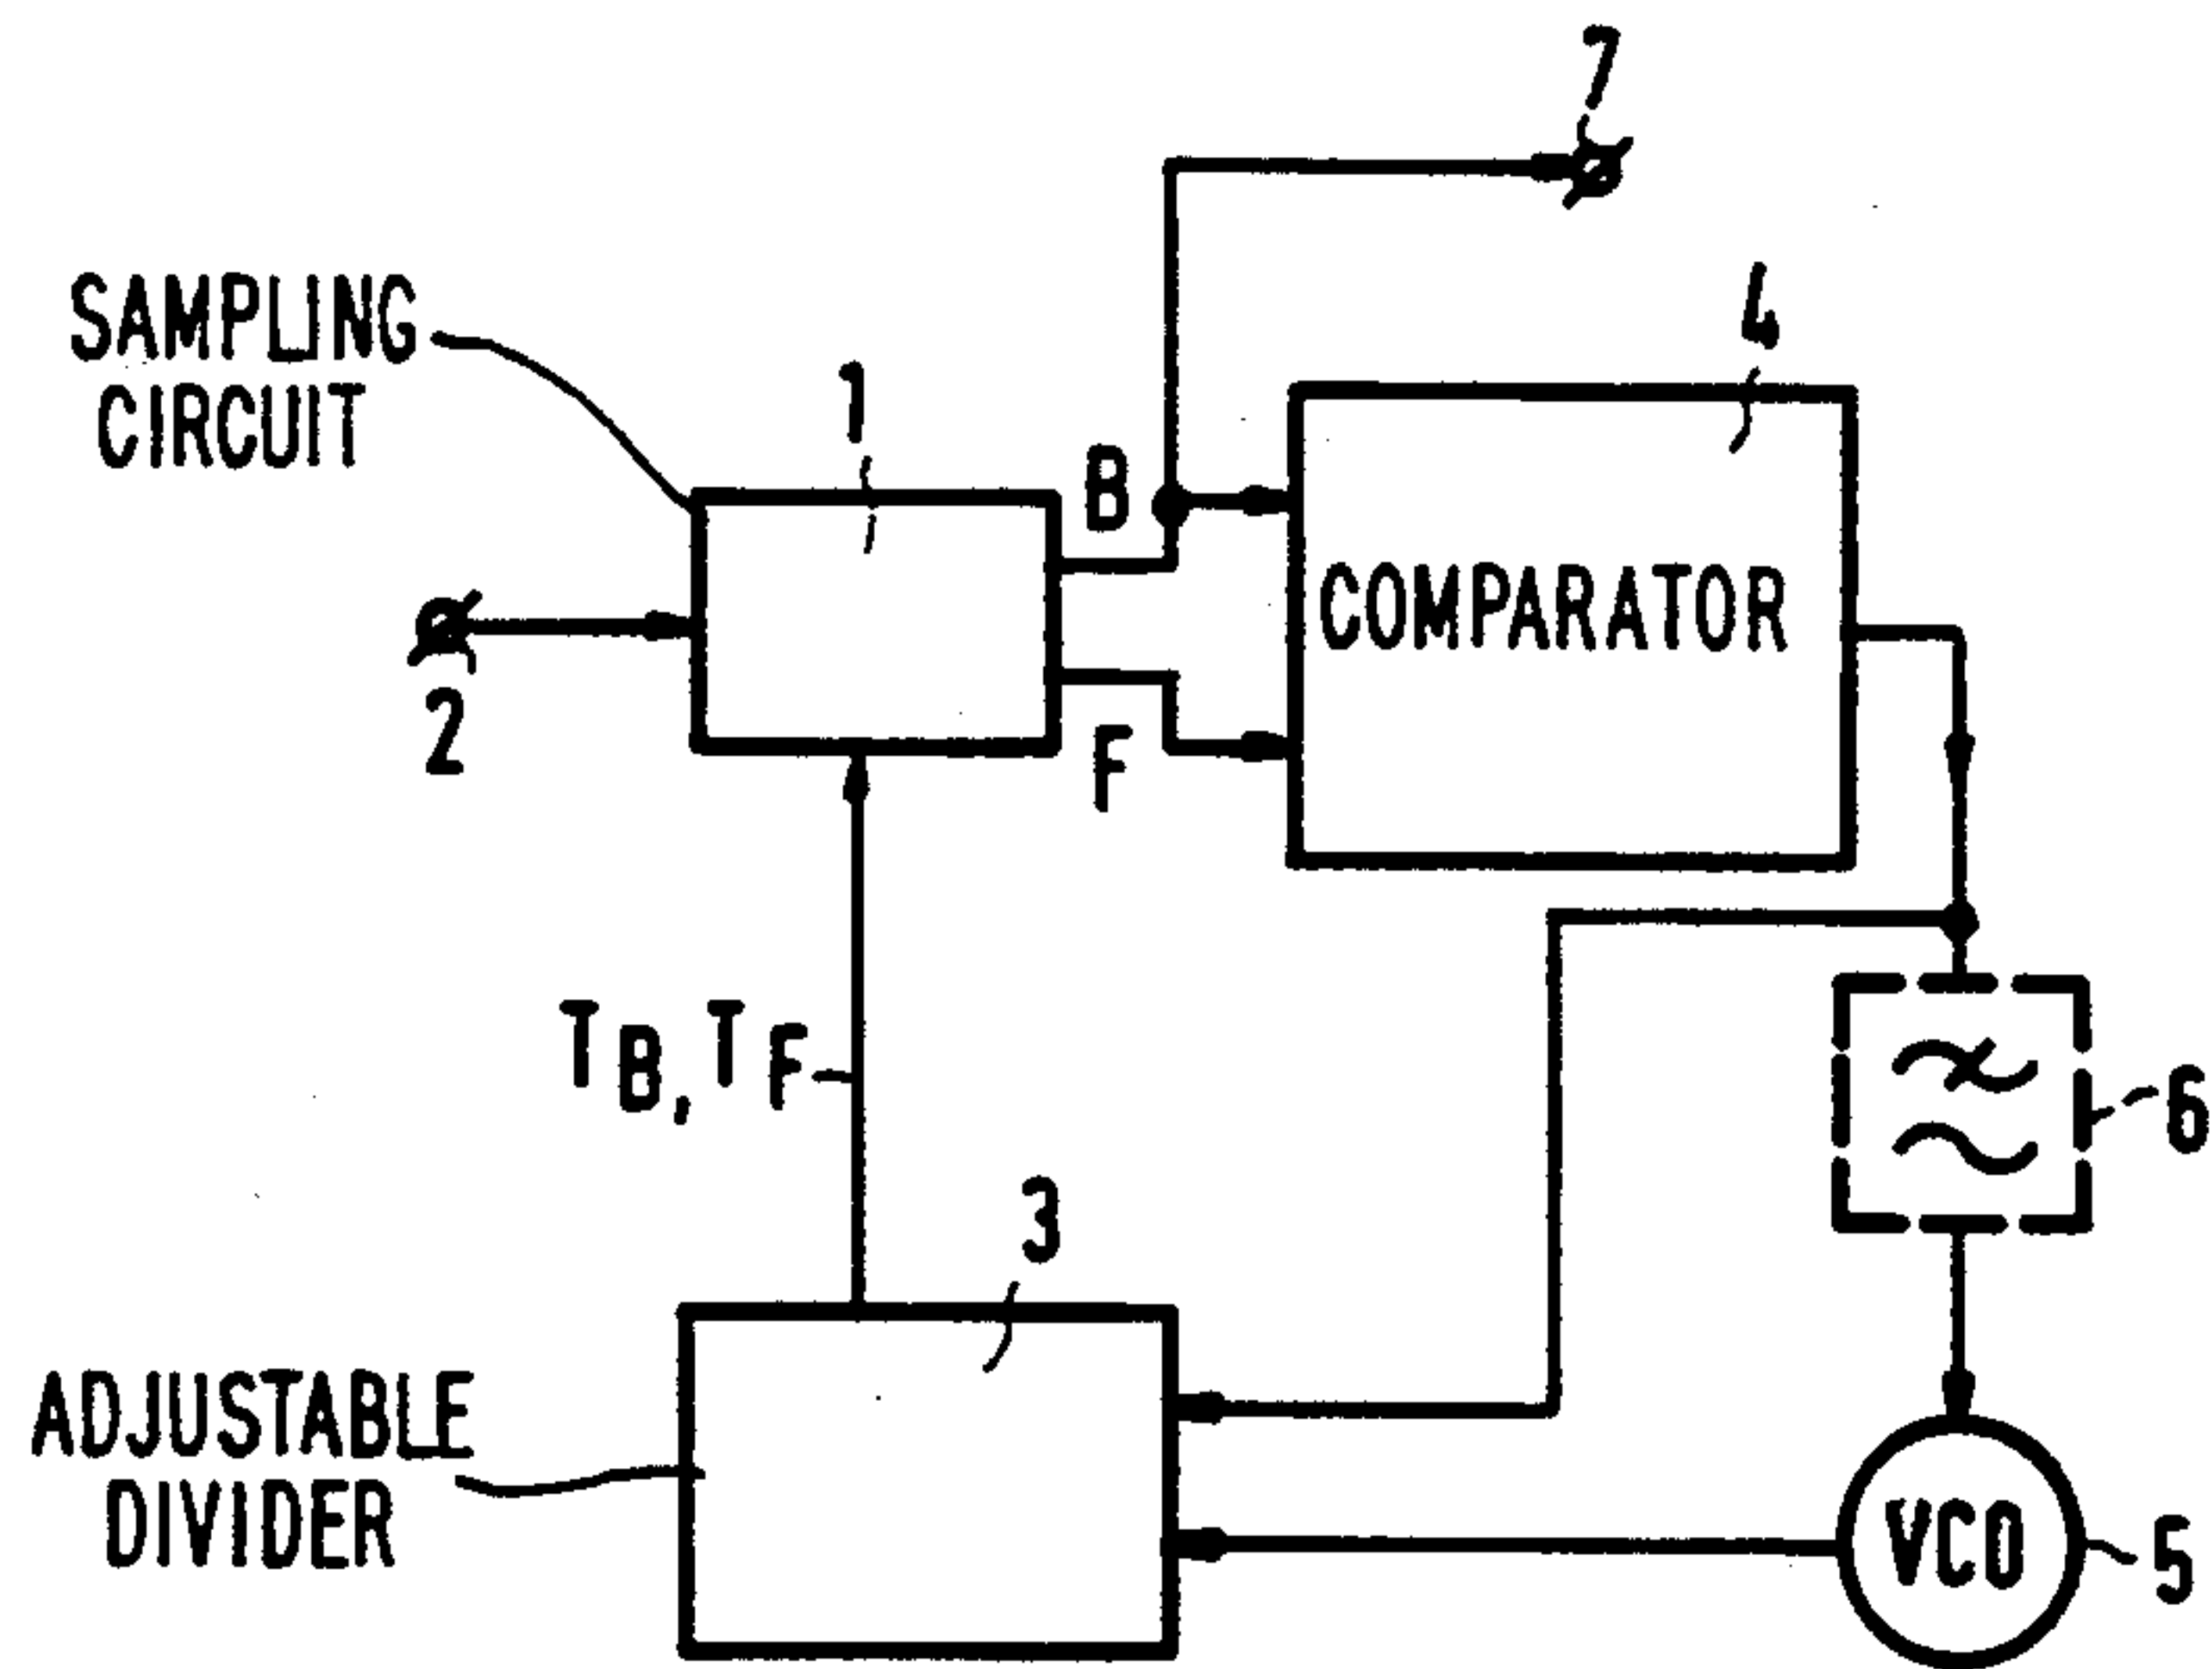 7
SAMPLING
CIRCUIT
1
4
B
COMPARATOR
2
F
TB, TF
6
3
ADJUSTABLE
DIVIDER
VCO
5